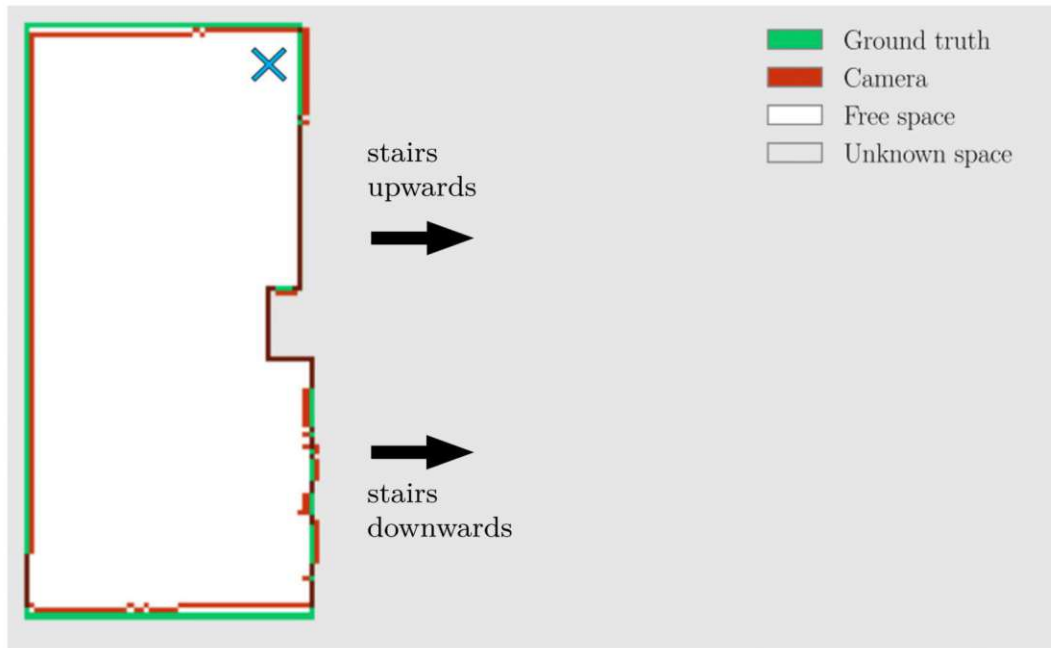 Ground truth
Camera
Free space
Unknown space
stairs
upwards
stairs
downwards